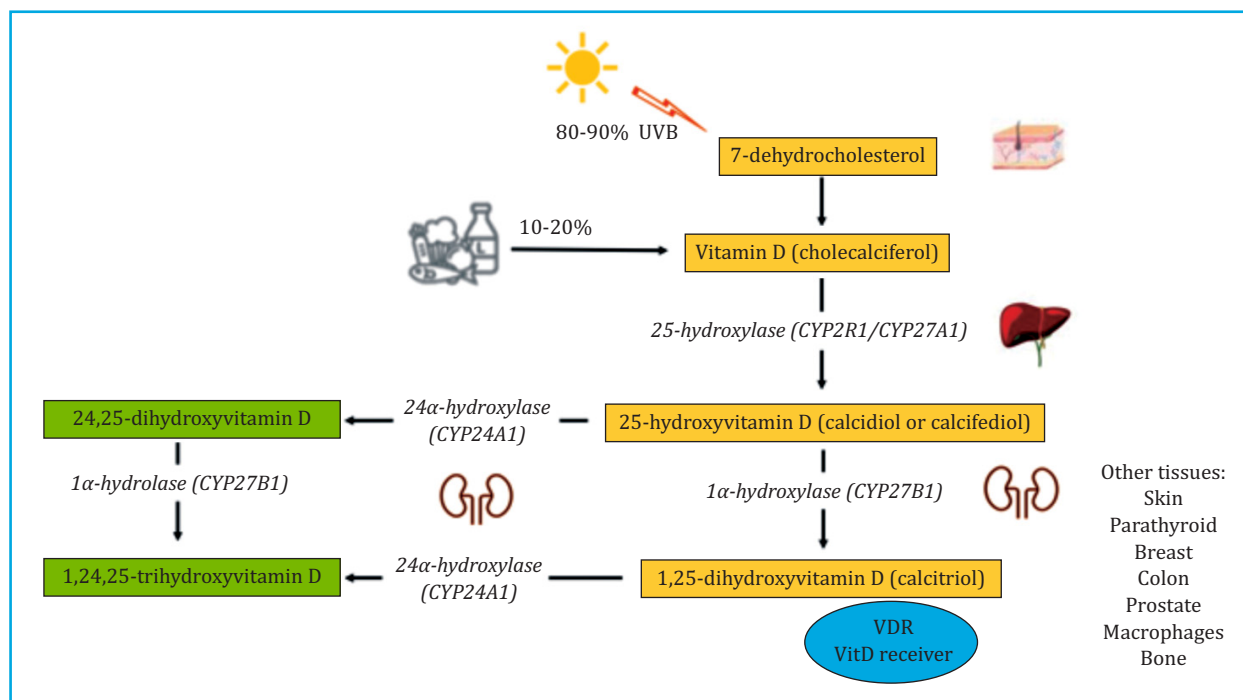 80-90% UVB
7-dehydrocholesterol
10-20%
L
Vitamin D (cholecalciferol)
25-hydroxylase (CYP2R1/CYP27A1)
24,25-dihydroxyvitamin D
24α-hydroxylase
(CYP24A1)
25-hydroxyvitamin D (calcidiol or calcifediol)
1α-hydrolase (CYP27B1)
1α-hydroxylase (CYP27B1)
Other tissues:
Skin
Parathyroid
Breast
Colon
Prostate
Macrophages
Bone
1,24,25-trihydroxyvitamin D
24α-hydroxylase
(CYP24A1)
1,25-dihydroxyvitamin D (calcitriol)
VDR
VitD receiver